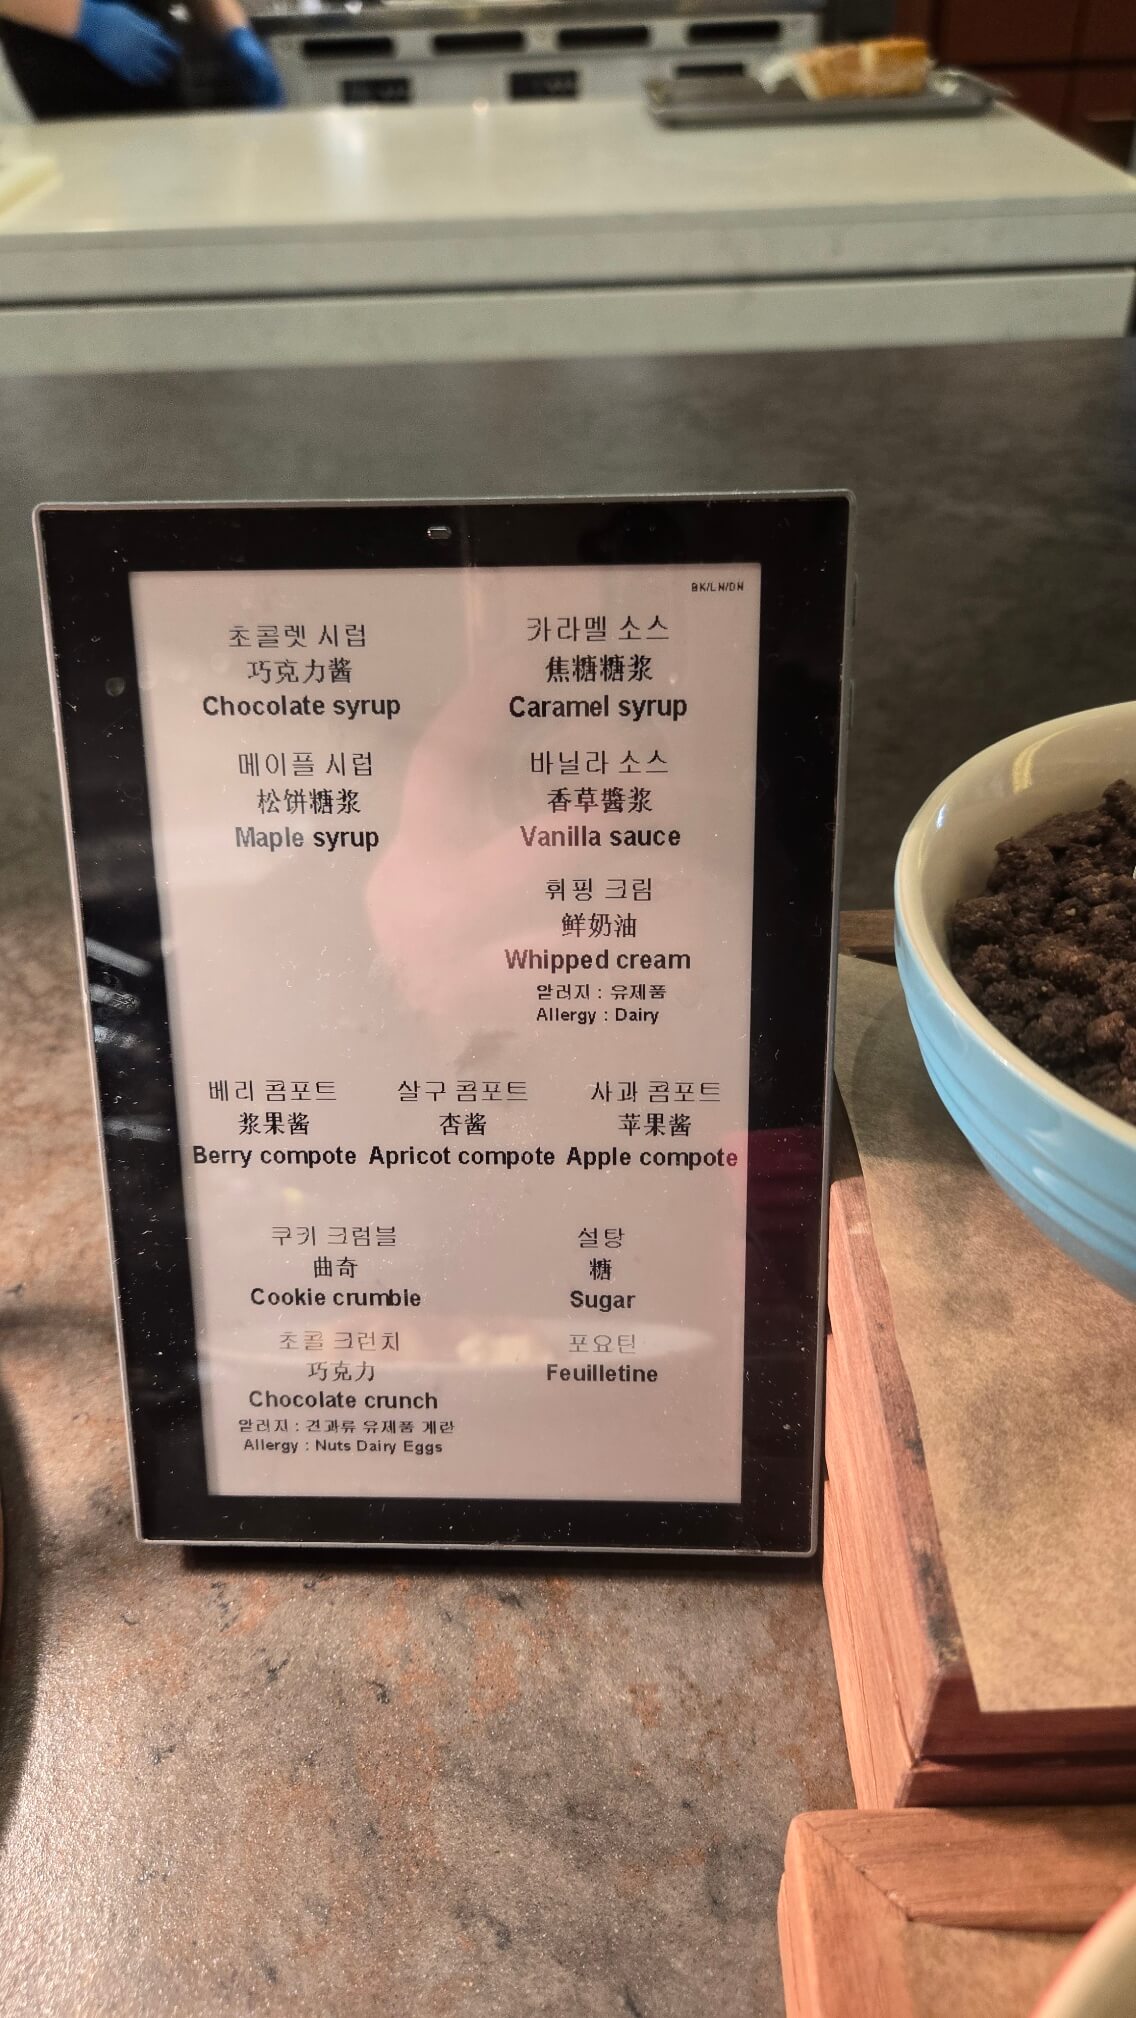 BK/LN/DN
초콜렛 시럽
巧克力酱
Chocolate syrup
카라멜 소스
焦糖糖浆
Caramel syrup
메이플 시럽
松饼糖浆
Maple syrup
바닐라 소스
香草醬浆
Vanilla sauce
휘핑 크림
鲜奶油
Whipped cream
알러지 : 유제품
Allergy : Dairy
베리 콤포트
浆果酱
Berry compote
살구 콤포트
杏酱
Apricot compote
사과 콤포트
苹果酱
Apple compote
쿠키 크럼블
曲奇
Cookie crumble
설탕
糖
Sugar
초콜 크런치
巧克力
Chocolate crunch
알러지 : 견과류 유제품 계란
Allergy : Nuts Dairy Eggs
포요틴
Feuilletine